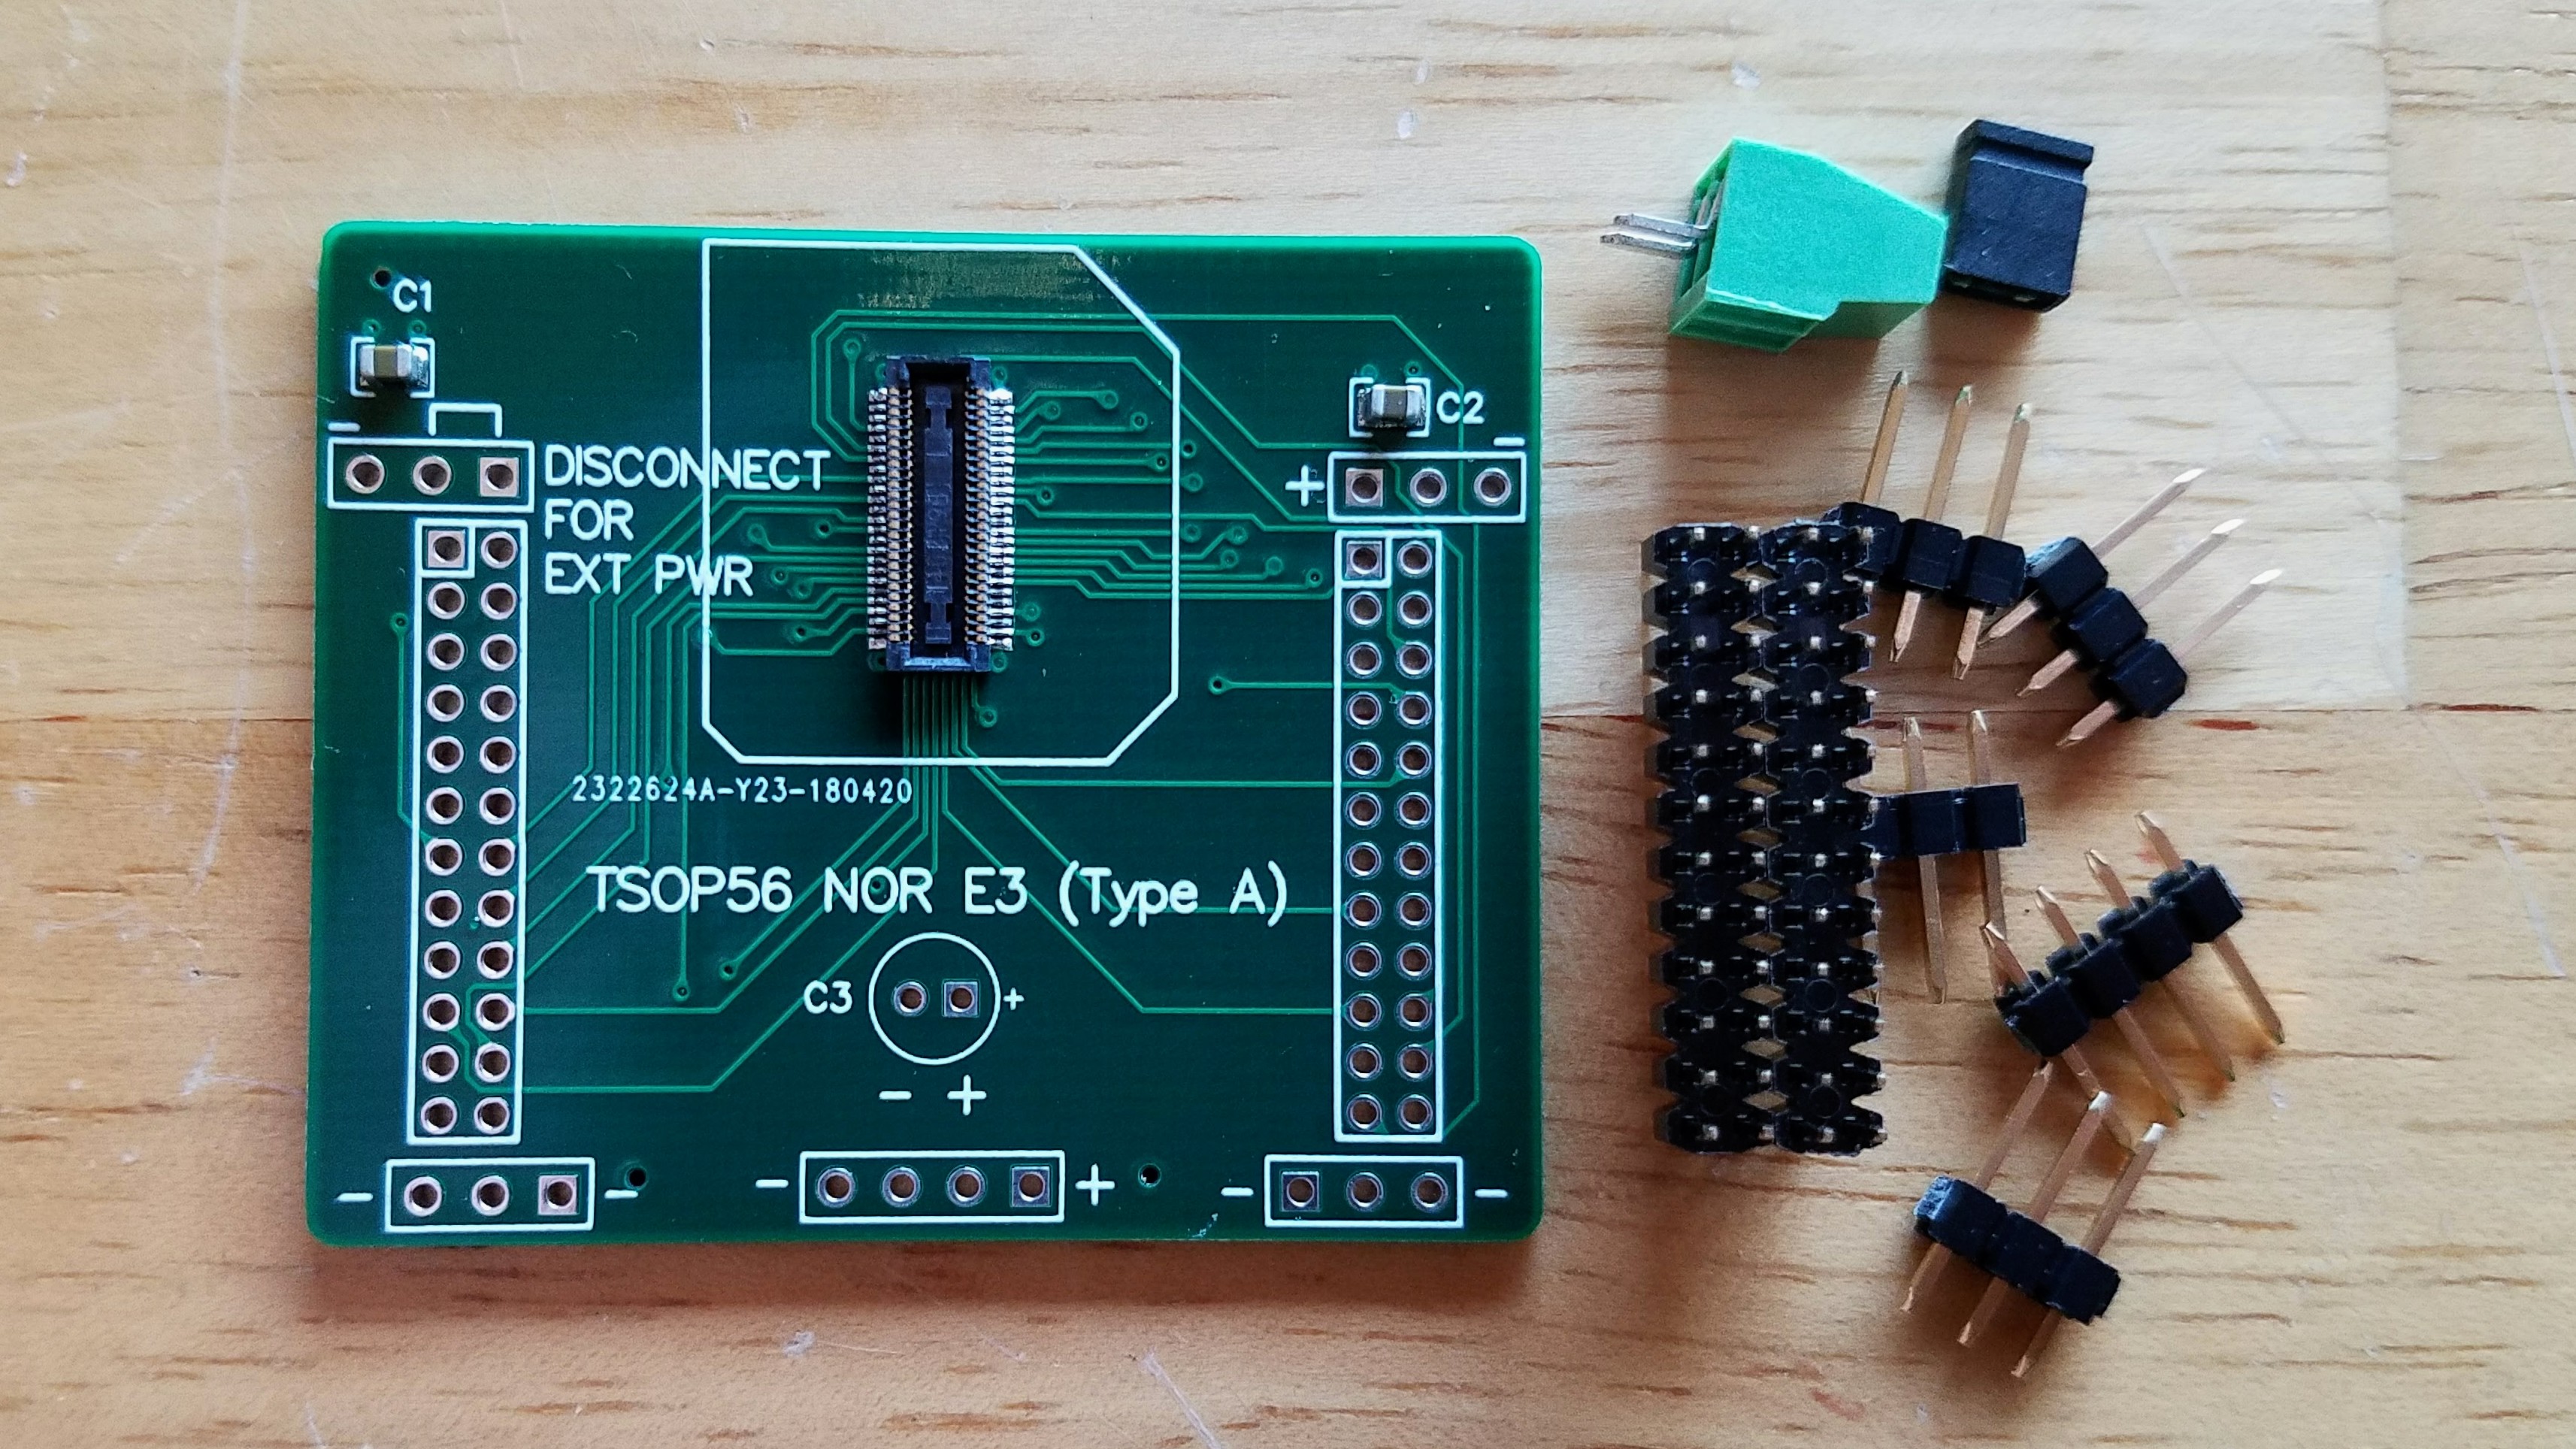 C1
C2
-
-
DISCONNECT
FOR
EXT PWR
+
2322624A-Y23-180420
TSOP56 NOR E3 (Type A)
C3 +
- +
- -
- +
- -